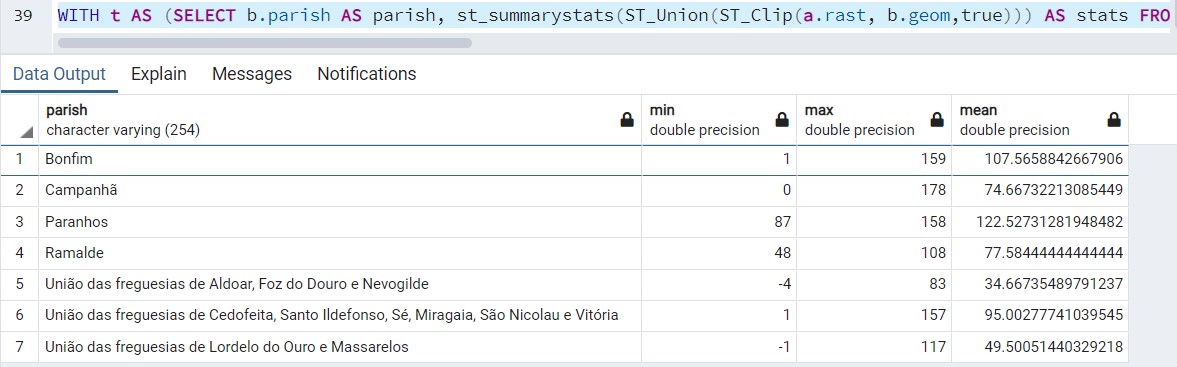 39 WITH t AS (SELECT b.parish AS parish, st_summarystats(ST_Union(ST_Clip(a.rast, b.geom,true))) AS stats FRO
Data Output Explain Messages Notifications
parish min max mean
character varying (254) double precision double precision double precision
1 Bonfim 1 159 107.5658842667906
2 Campanhã 0 178 74.66732213085449
3 Paranhos 87 158 122.52731281948482
4 Ramalde 48 108 77.58444444444444
5 União das freguesias de Aldoar, Foz do Douro e Nevogilde -4 83 34.66735489791237
6 União das freguesias de Cedofeita, Santo Ildefonso, Sé, Miragaia, São Nicolau e Vitória 1 157 95.00277741039545
7 União das freguesias de Lordelo do Ouro e Massarelos -1 117 49.50051440329218